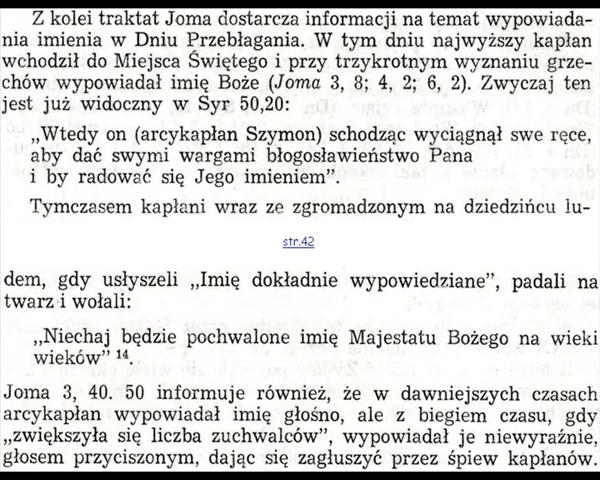 Z kolei traktat Joma dostarcza informacji na temat wypowiada-
nia imienia w Dniu Przebłagania. W tym dniu najwyższy kapłan
wchodził do Miejsca Świętego i przy trzykrotnym wyznaniu grze-
chów wypowiadał imię Boże (Joma 3, 8; 4, 2; 6, 2). Zwyczaj ten
jest już widoczny w Syr 50,20:
„Wtedy on (arcykapłan Szymon) schodząc wyciągnął swe ręce,
aby dać swymi wargami błogosławieństwo Pana
i by radować się Jego imieniem”.
Tymczasem kapłani wraz ze zgromadzonym na dziedzińcu lu-
str.42
dem, gdy usłyszeli „Imię dokładnie wypowiedziane”, padali na
twarz i wołali:
„Niechaj będzie pochwalone imię Majestatu Bożego na wieki
wieków” 14.
Joma 3, 40. 50 informuje również, że w dawniejszych czasach
arcykapłan wypowiadał imię głośno, ale z biegiem czasu, gdy
„zwiększyła się liczba zuchwalców”, wypowiadał je niewyraźnie,
głosem przyciszonym, dając się zagłuszyć przez śpiew kapłanów.